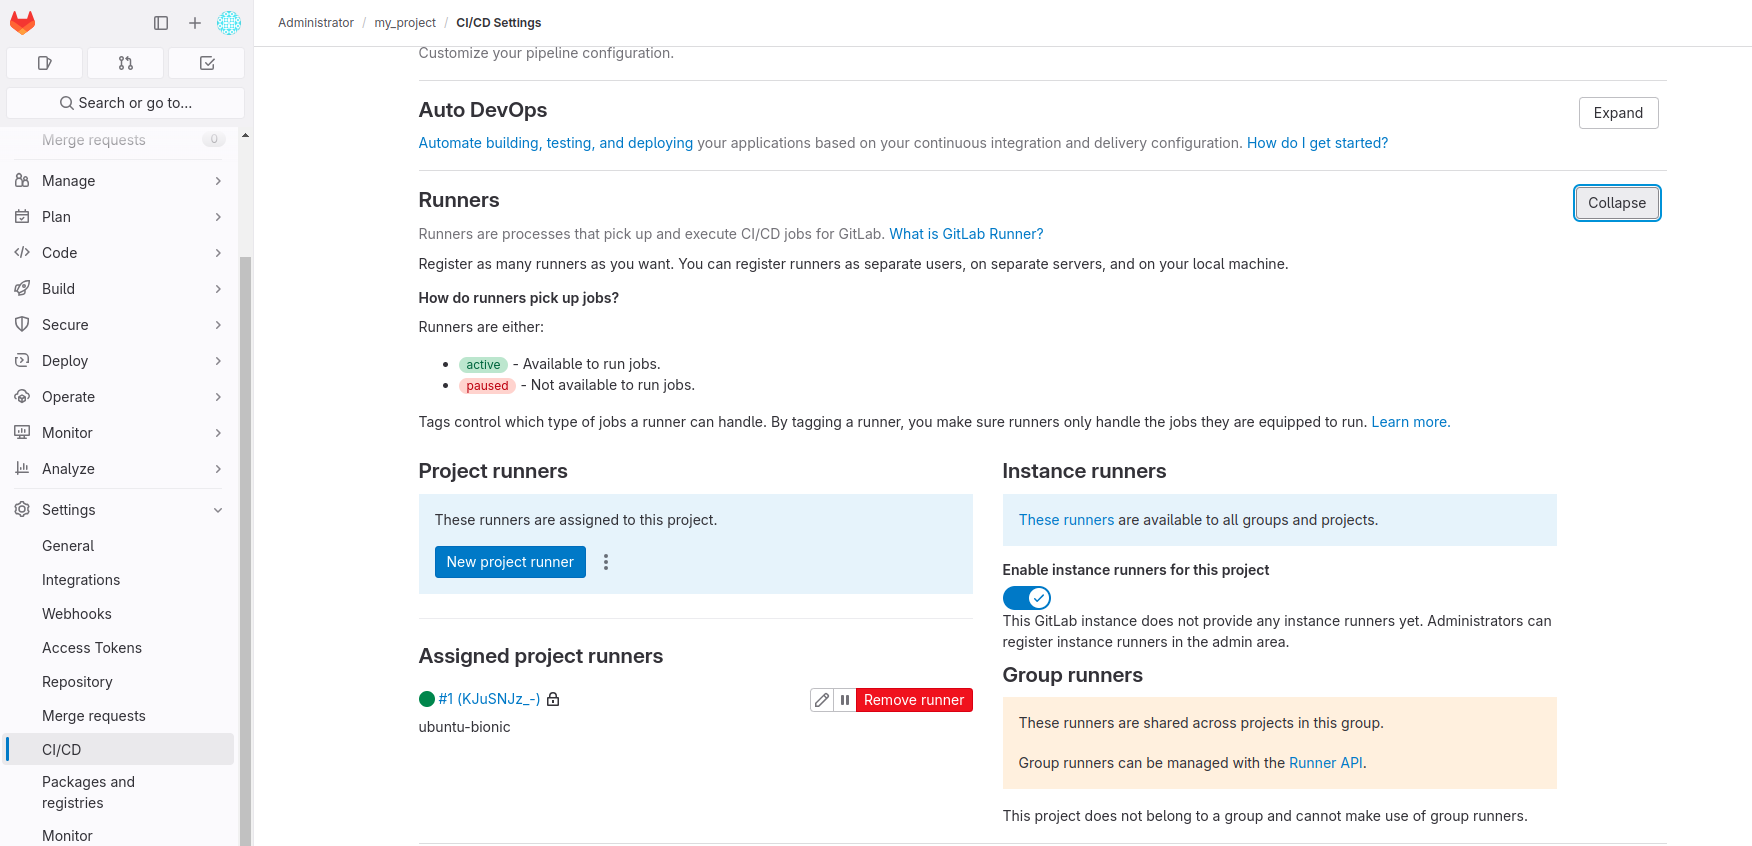 Administrator / my_project / CI/CD Settings
Search or go to...
Merge requests 0
Manage
Plan
Code
Build
Secure
Deploy
Operate
Monitor
Analyze
Settings
General
Integrations
Webhooks
Access Tokens
Repository
Merge requests
CI/CD
Packages and
registries
Monitor
Customize your pipeline configuration.
Auto DevOps
Expand
Automate building, testing, and deploying your applications based on your continuous integration and delivery configuration. How do I get started?
Runners
Collapse
Runners are processes that pick up and execute CI/CD jobs for GitLab. What is GitLab Runner?
Register as many runners as you want. You can register runners as separate users, on separate servers, and on your local machine.
How do runners pick up jobs?
Runners are either:
• active - Available to run jobs.
• paused - Not available to run jobs.
Tags control which type of jobs a runner can handle. By tagging a runner, you make sure runners only handle the jobs they are equipped to run. Learn more.
Project runners
These runners are assigned to this project.
New project runner
Assigned project runners
#1 (KJuSNJz_-)
Remove runner
ubuntu-bionic
Instance runners
These runners are available to all groups and projects.
Enable instance runners for this project
This GitLab instance does not provide any instance runners yet. Administrators can
register instance runners in the admin area.
Group runners
These runners are shared across projects in this group.
Group runners can be managed with the Runner API.
This project does not belong to a group and cannot make use of group runners.